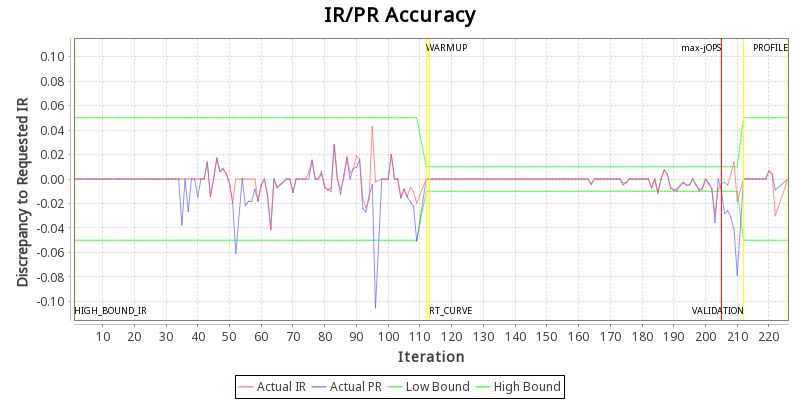 IR/PR Accuracy
Discrepancy to Requested IR
0.10
0.08
0.06
0.04
0.02
0.00
-0.02
-0.04
-0.06
-0.08
-0.10
WARMUP
max-jOPS
PROFILE
HIGH_BOUND_IR
RT_CURVE
VALIDATION
10 20 30 40 50 60 70 80 90 100 110 120 130 140 150 160 170 180 190 200 210 220
Iteration
Actual IR Actual PR Low Bound High Bound